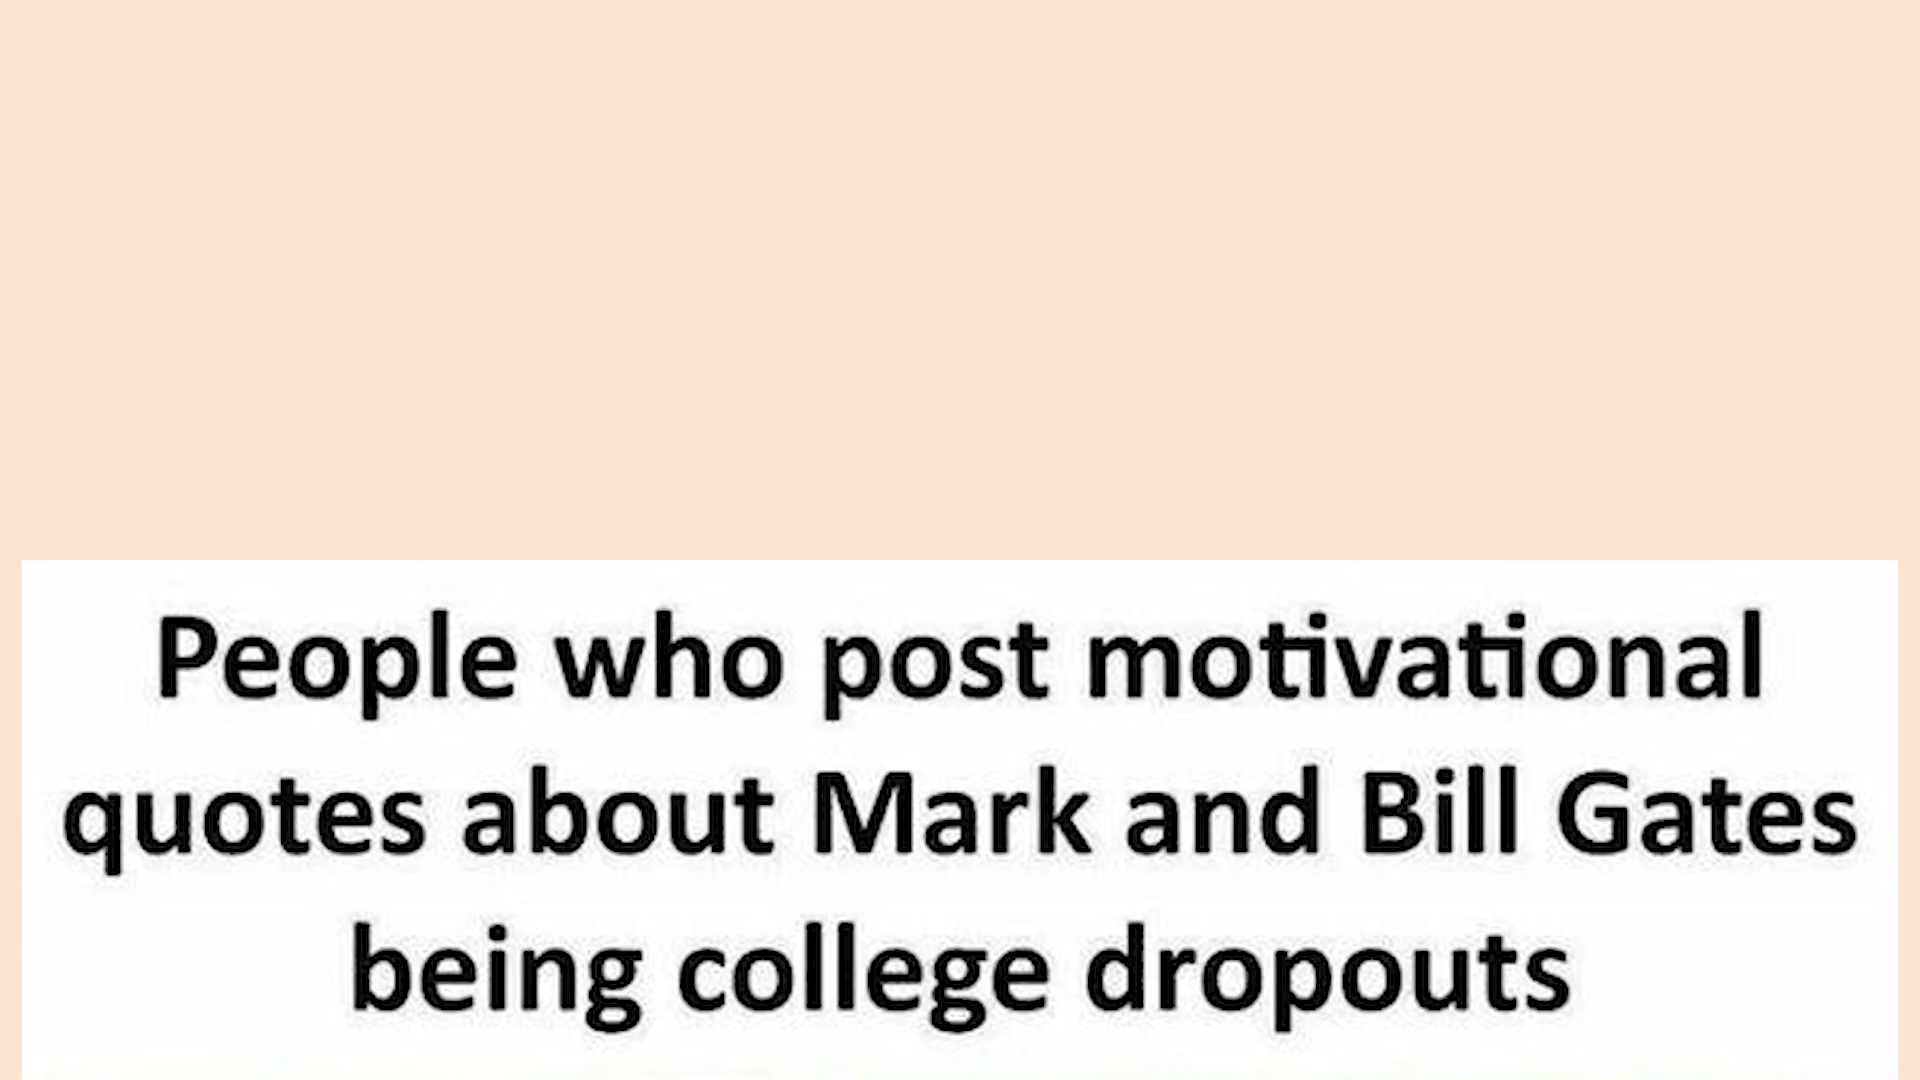 People who post motivational
quotes about Mark and Bill Gates
being college dropouts